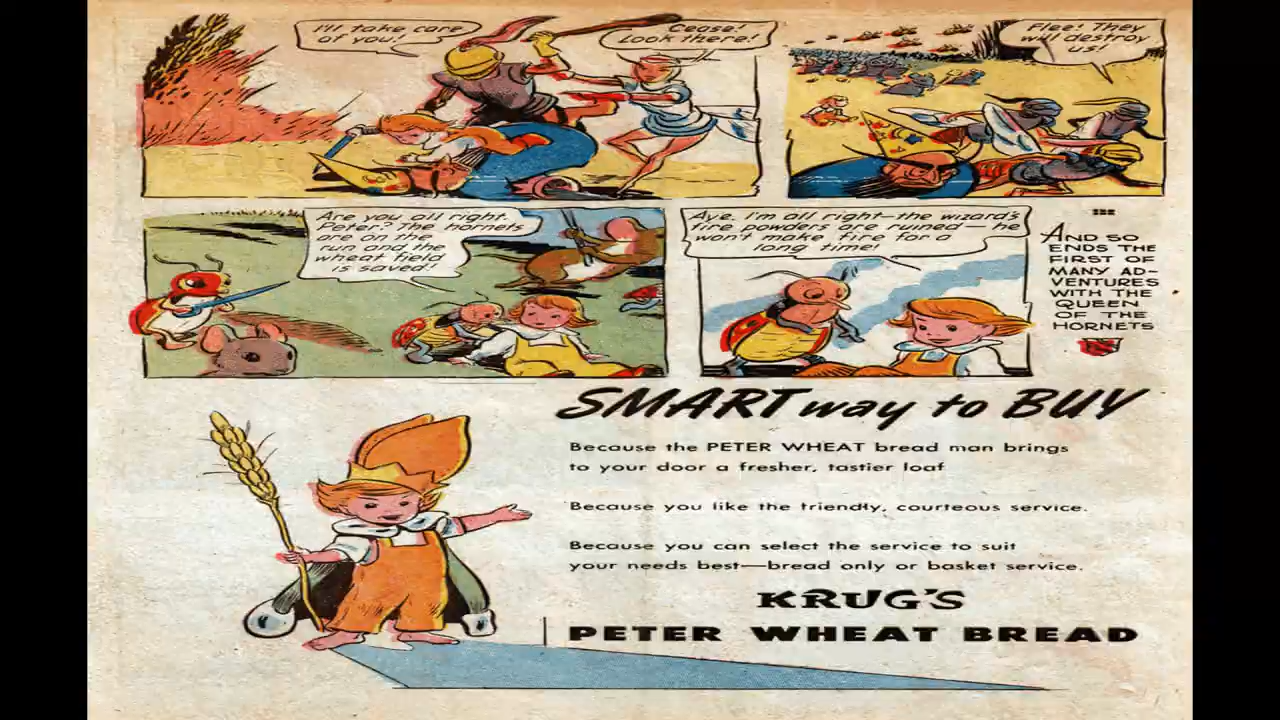 I'll take care
of you!
Cease!
Look there!
Flee! They
will destroy
us!
Are you all right,
Peter? The hornets
are on the
run and the
wheat field
is saved!
Aye. I'm all right—the wizard's
fire powders are ruined—he
won't make fire for a
long time!
AND SO
ENDS THE
FIRST OF
MANY AD-
VENTURES
WITH THE
QUEEN
OF THE
HORNETS
SMART way to BUY
Because the PETER WHEAT bread man brings
to your door a fresher, tastier loaf
Because you like the friendly, courteous service.
Because you can select the service to suit
your needs best—bread only or basket service.
KRUG'S
PETER WHEAT BREAD